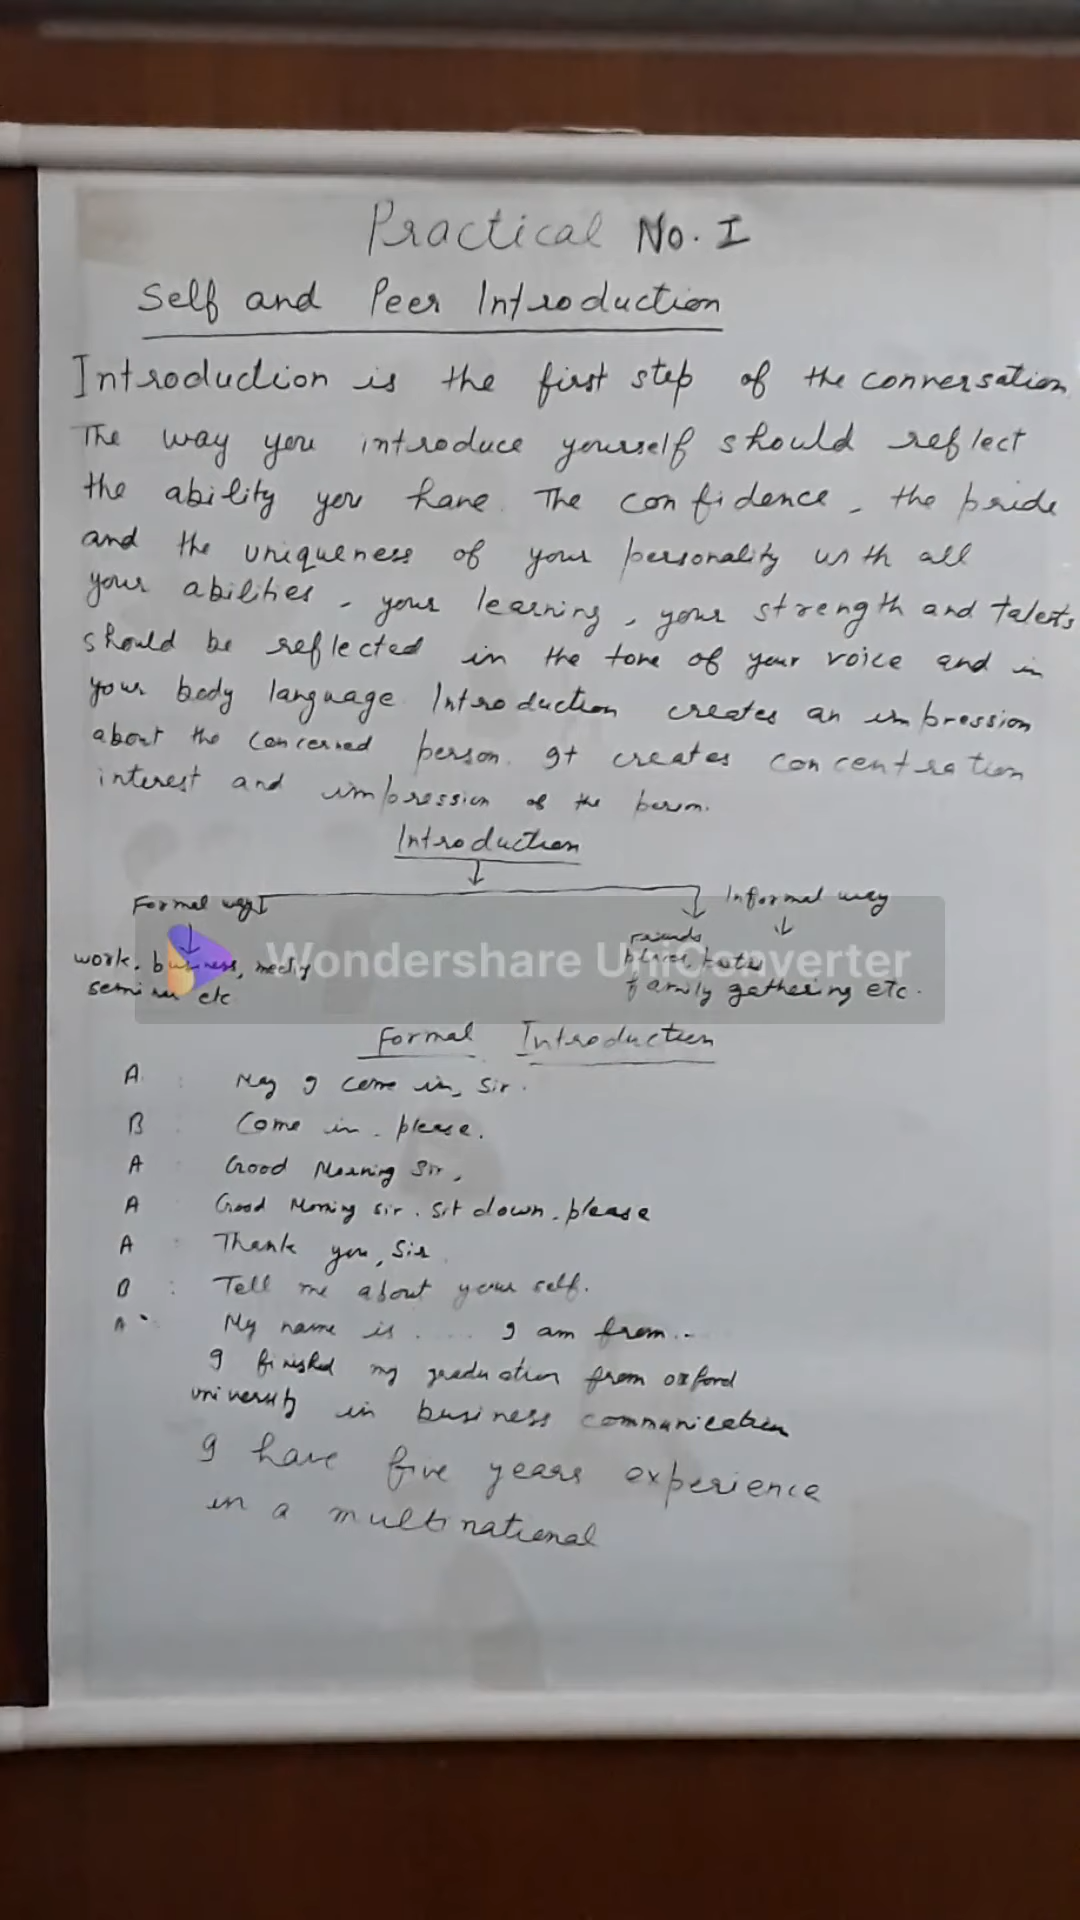 Practical No. I
Self and Peer Introduction
Introduction is the first step of the conversation.
The way you introduce yourself should reflect
the ability you have. The confidence, the pride
and the uniqueness of your personality with all
your abilities, your learning, your strength and talents
should be reflected in the tone of your voice and in
your body language. Introduction creates an impression
about the concerned person. It creates concentration
interest and impression of the person.
Introduction
Formal way
Informal way
work, business, meeting
seminar etc
Friends
places,
family gathering etc.
Wondershare UniConverter
Formal Introduction
A : May I come in, Sir.
B : Come in, please.
A Good Morning Sir,
A Good Morning sir. sit down, please
A : Thank you, Sir
B : Tell me about your self.
A : My name is .... I am from..
I finished my graduation from oxford
university in business communication
I have five years experience
in a multinational